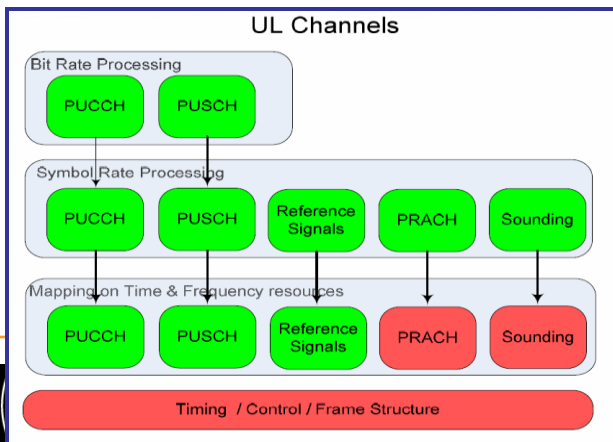 UL Channels
Bit Rate Processing
PUCCH
PUSCH
Symbol Rate Processing
PUCCH
PUSCH
Reference
Signals
PRACH
Sounding
Mapping on Time & Frequency resources
PUCCH
PUSCH
Reference
Signals
PRACH
Sounding
Timing / Control / Frame Structure